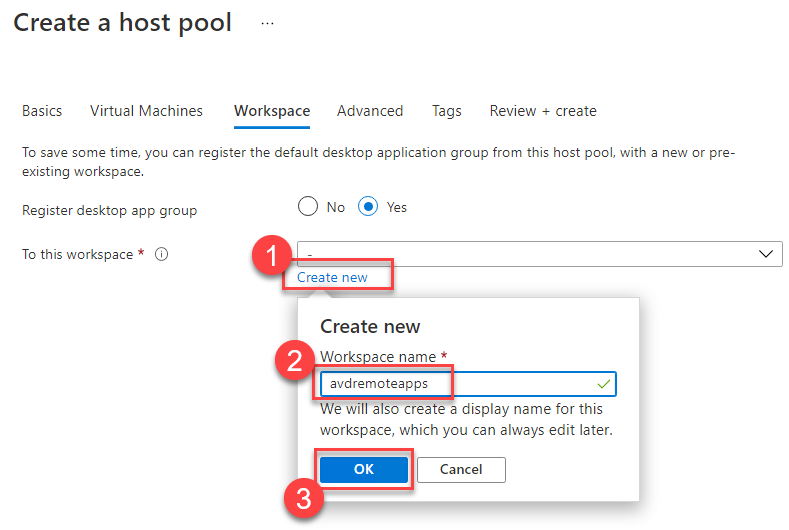 Create a host pool ...
Basics Virtual Machines Workspace Advanced Tags Review + create
To save some time, you can register the default desktop application group from this host pool, with a new or pre-
existing workspace.
Register desktop app group No Yes
To this workspace * -
1
Create new
Create new
Workspace name *
2
avdremoteapps
We will also create a display name for this
workspace, which you can always edit later.
OK Cancel
3